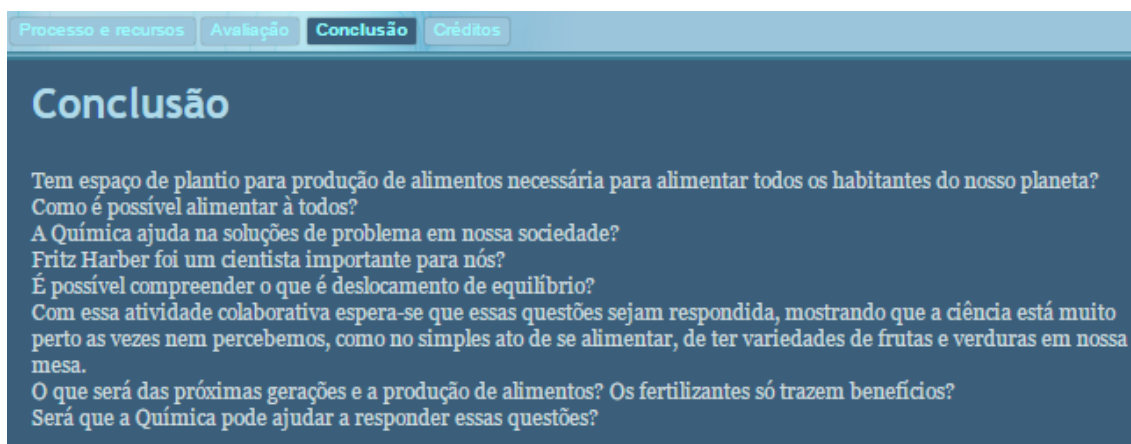 Processo e recursos Avaliação Conclusão Créditos
Conclusão
Tem espaço de plantio para produção de alimentos necessária para alimentar todos os habitantes do nosso planeta?
Como é possível alimentar à todos?
A Química ajuda na soluções de problema em nossa sociedade?
Fritz Harber foi um cientista importante para nós?
É possível compreender o que é deslocamento de equilíbrio?
Com essa atividade colaborativa espera-se que essas questões sejam respondida, mostrando que a ciência está muito
perto as vezes nem percebemos, como no simples ato de se alimentar, de ter variedades de frutas e verduras em nossa
mesa.
O que será das próximas gerações e a produção de alimentos? Os fertilizantes só trazem benefícios?
Será que a Química pode ajudar a responder essas questões?